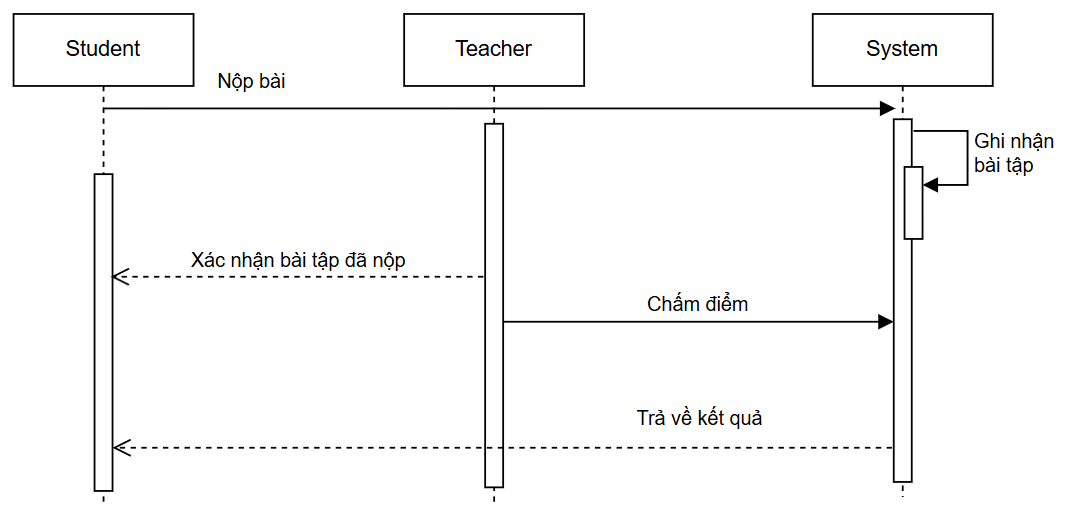 Student
Teacher
System
Nộp bài
Ghi nhận
bài tập
Xác nhận bài tập đã nộp
Chấm điểm
Trả về kết quả